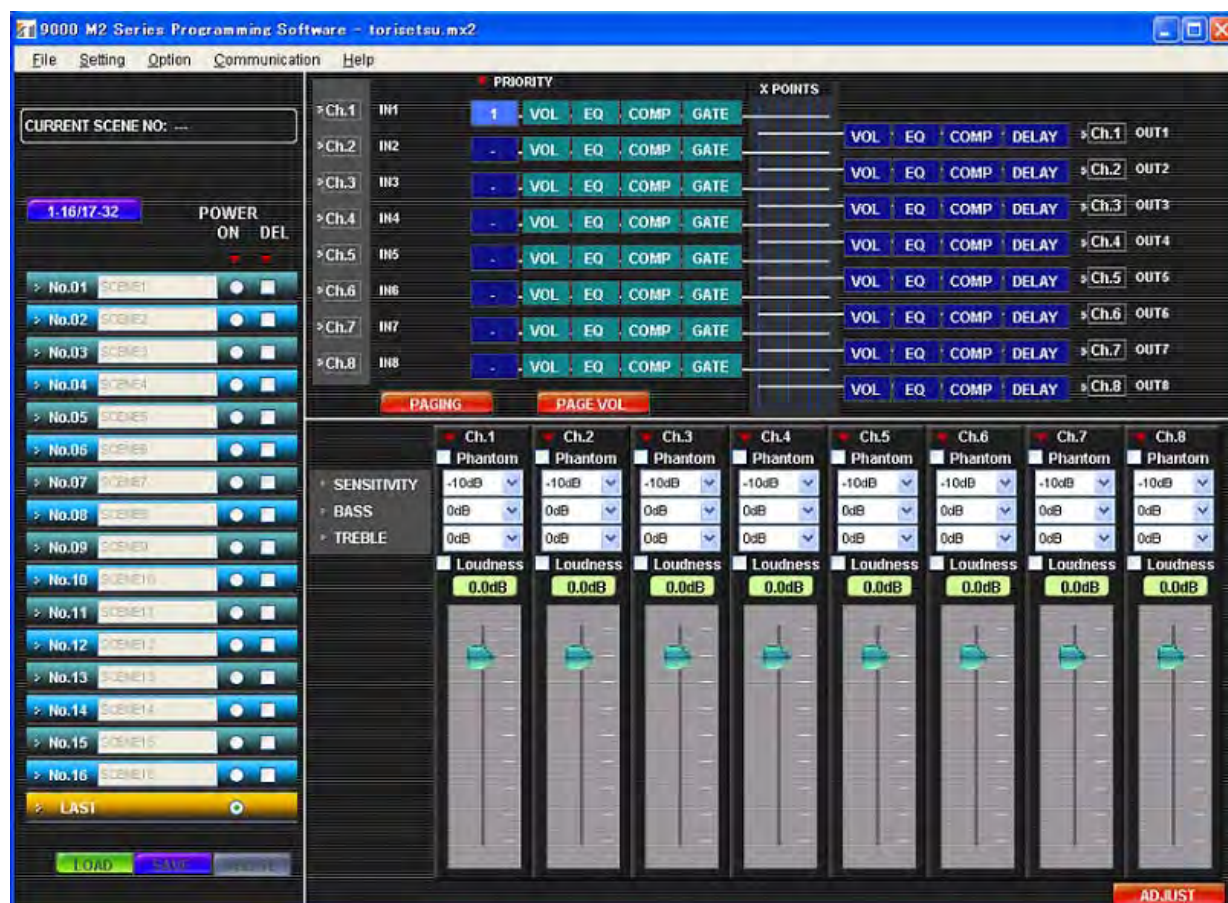 9000 M2 Series Programming Software - torisetsu.mx2
File Setting Option Communication Help
CURRENT SCENE NO: ---
1-16/17-32
POWER ON DEL
No.01 SCENE1
No.02 SCENE2
No.03 SCENE3
No.04 SCENE4
No.05 SCENE5
No.06 SCENE6
No.07 SCENE7
No.08 SCENE8
No.09 SCENE9
No.10 SCENE10
No.11 SCENE11
No.12 SCENE12
No.13 SCENE13
No.14 SCENE14
No.15 SCENE15
No.16 SCENE16
LAST
LOAD SAVE
PRIORITY X POINTS
Ch.1 IN1 1 VOL EQ COMP GATE
VOL EQ COMP DELAY Ch.1 OUT1
Ch.2 IN2 - VOL EQ COMP GATE
VOL EQ COMP DELAY Ch.2 OUT2
Ch.3 IN3 - VOL EQ COMP GATE
VOL EQ COMP DELAY Ch.3 OUT3
Ch.4 IN4 - VOL EQ COMP GATE
VOL EQ COMP DELAY Ch.4 OUT4
Ch.5 IN5 - VOL EQ COMP GATE
VOL EQ COMP DELAY Ch.5 OUT5
Ch.6 IN6 - VOL EQ COMP GATE
VOL EQ COMP DELAY Ch.6 OUT6
Ch.7 IN7 - VOL EQ COMP GATE
VOL EQ COMP DELAY Ch.7 OUT7
Ch.8 IN8 - VOL EQ COMP GATE
VOL EQ COMP DELAY Ch.8 OUT8
PAGING PAGE VOL
Ch.1 Ch.2 Ch.3 Ch.4 Ch.5 Ch.6 Ch.7 Ch.8
Phantom Phantom Phantom Phantom Phantom Phantom Phantom Phantom
SENSITIVITY -10dB -10dB -10dB -10dB -10dB -10dB -10dB -10dB
BASS 0dB 0dB 0dB 0dB 0dB 0dB 0dB 0dB
TREBLE 0dB 0dB 0dB 0dB 0dB 0dB 0dB 0dB
Loudness Loudness Loudness Loudness Loudness Loudness Loudness Loudness
0.0dB 0.0dB 0.0dB 0.0dB 0.0dB 0.0dB 0.0dB 0.0dB
ADJUST